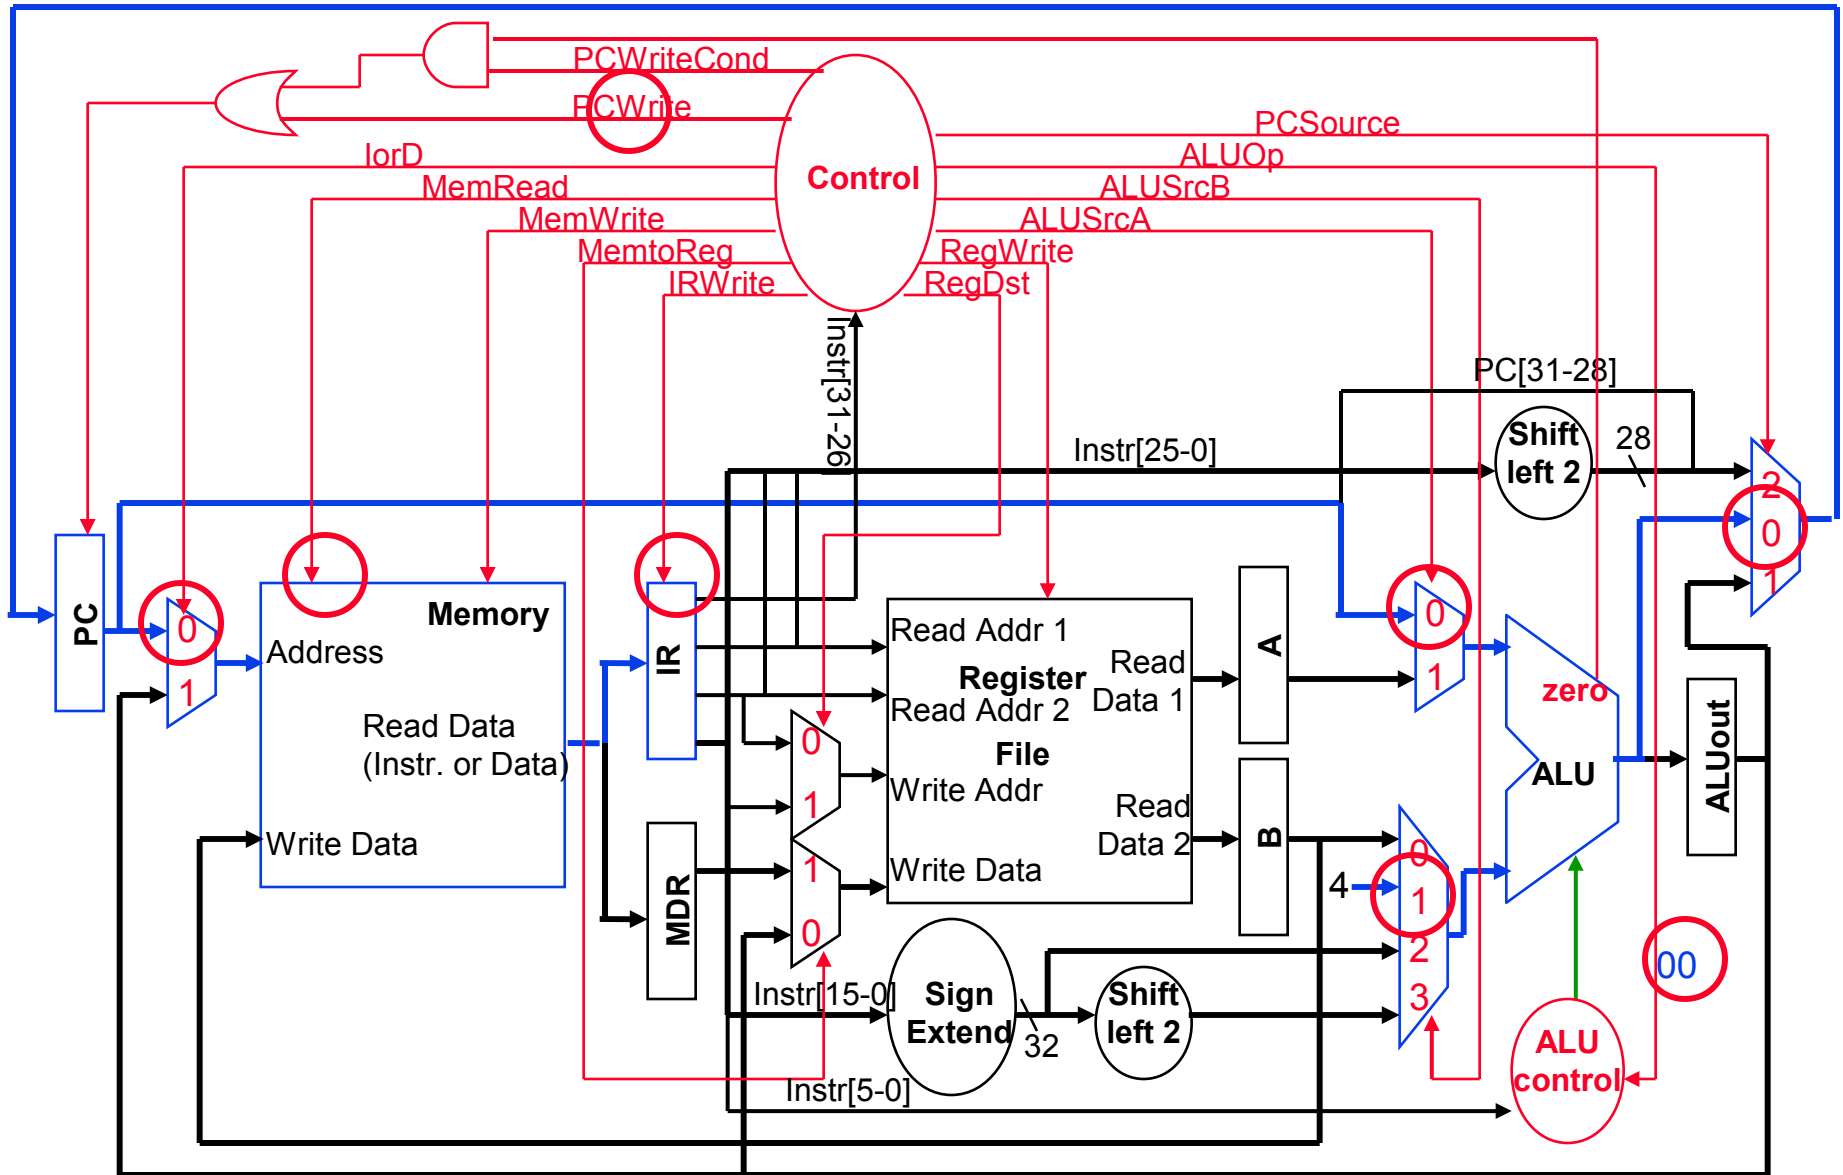 PCWriteCond
PCWrite
PCSource
IorD
ALUOp
Control
MemRead
ALUSrcB
MemWrite
ALUSrcA
MemtoReg
RegWrite
IRWrite
RegDst
Instr[31-26]
PC[31-28]
Instr[25-0]
Shift
left 2
28
2
0
1
PC
0
1
Memory
Address
Read Data
(Instr. or Data)
Write Data
IR
MDR
0
1
1
0
Read Addr 1
Register
Read Addr 2
File
Write Addr
Write Data
Read
Data 1
Read
Data 2
A
B
0
1
4
0
1
2
3
zero
ALU
ALUout
00
Instr[15-0]
Sign
Extend
32
Shift
left 2
ALU
control
Instr[5-0]